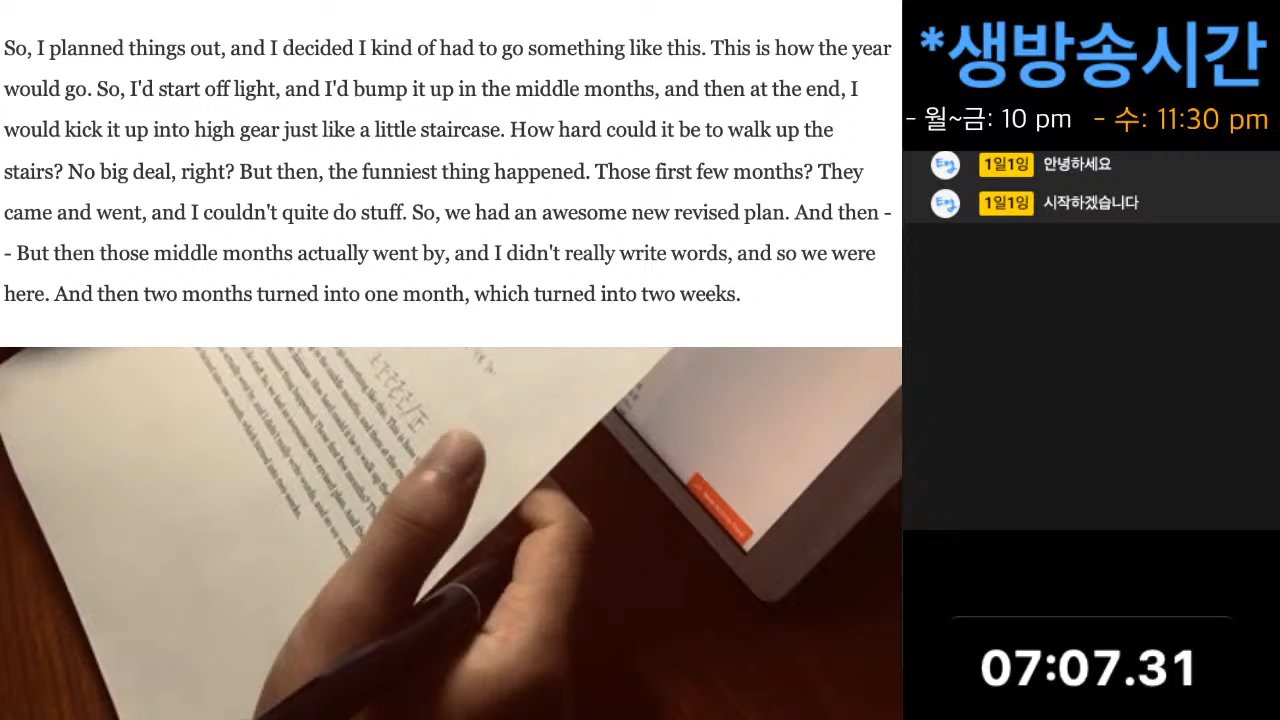 So, I planned things out, and I decided I kind of had to go something like this. This is how the year
would go. So, I'd start off light, and I'd bump it up in the middle months, and then at the end, I
would kick it up into high gear just like a little staircase. How hard could it be to walk up the
stairs? No big deal, right? But then, the funniest thing happened. Those first few months? They
came and went, and I couldn't quite do stuff. So, we had an awesome new revised plan. And then -
- But then those middle months actually went by, and I didn't really write words, and so we were
here. And then two months turned into one month, which turned into two weeks.
*생방송시간
- 월~금: 10 pm - 수: 11:30 pm
Eng 1일1잉 안녕하세요
Eng 1일1잉 시작하겠습니다
07:07.31